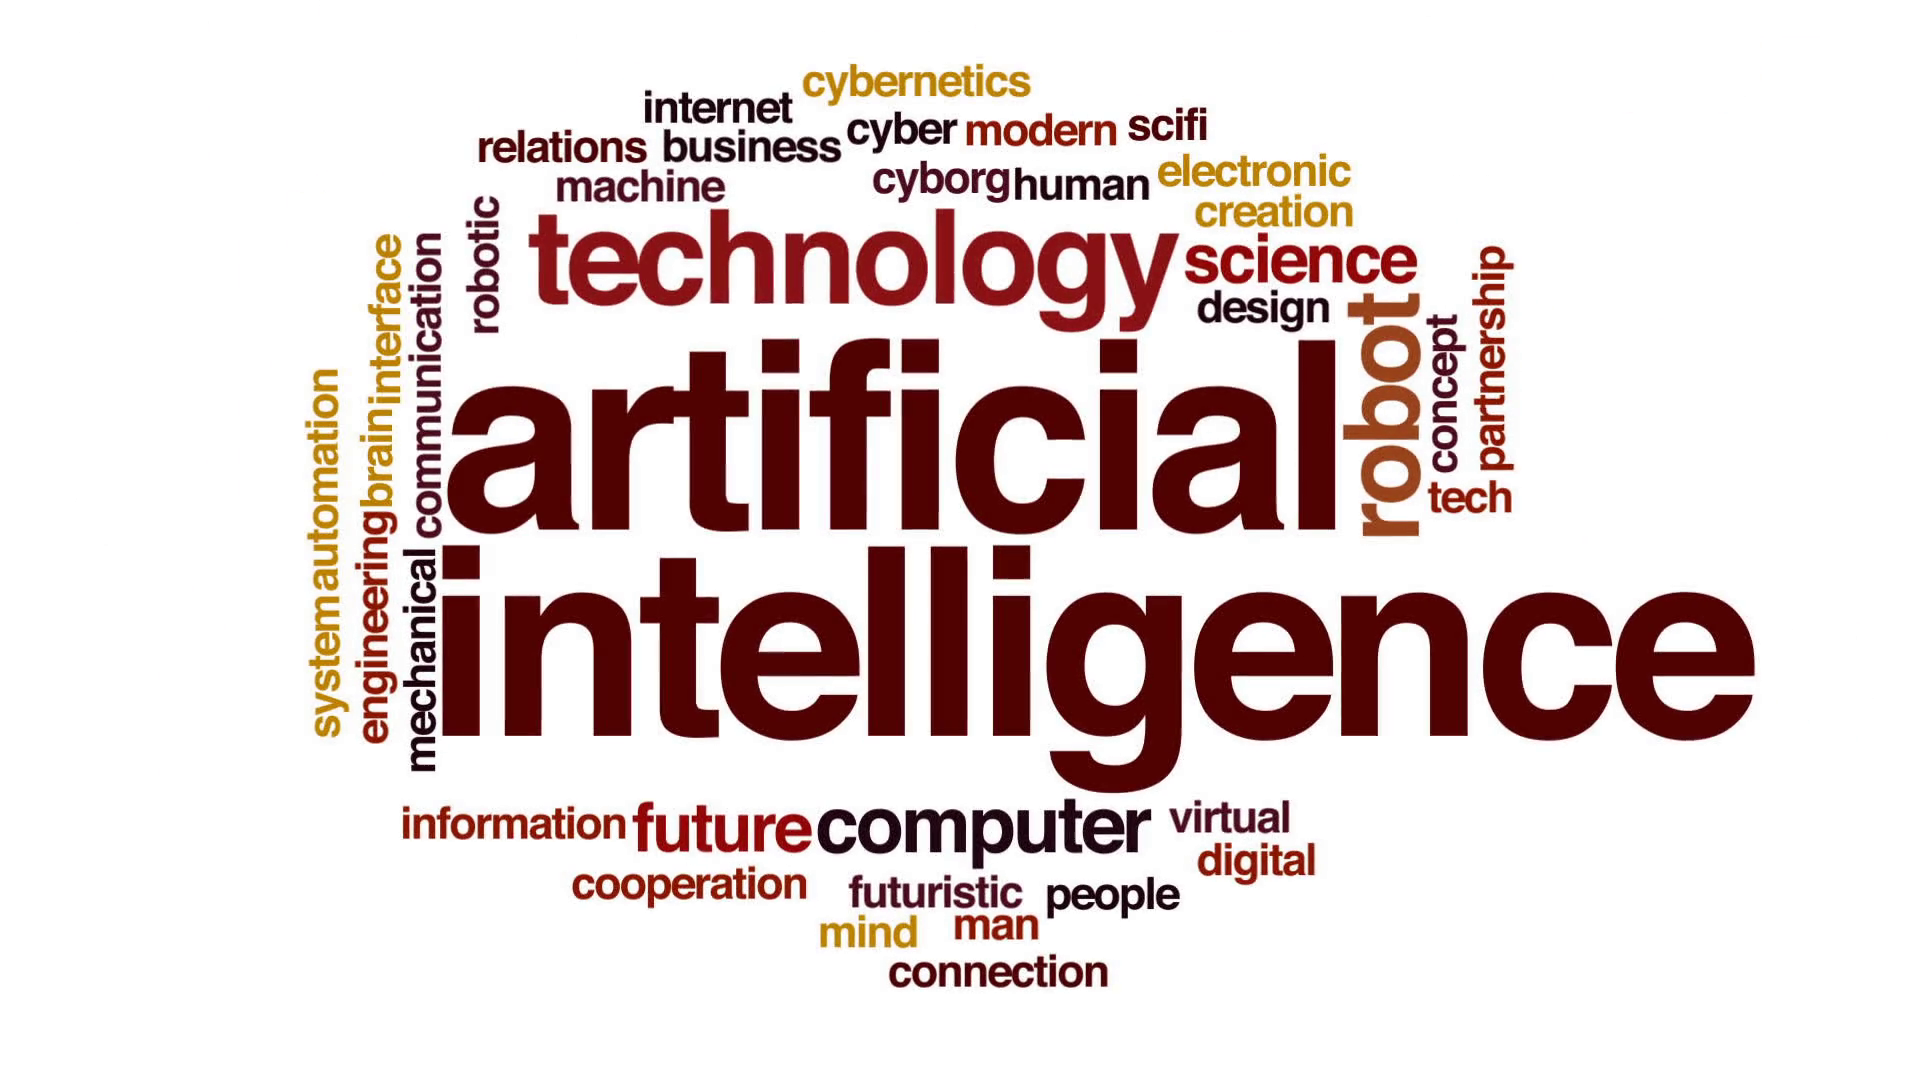 cybernetics
internet
cyber modern scifi
relations business
electronic
machine
cyborg human
creation
robotic
technology
science
design
interface
communication
partnership
concept
robot
artificial
tech
automation
brain
system
engineering
mechanical
intelligence
information future computer virtual
digital
cooperation futuristic people
mind man
connection